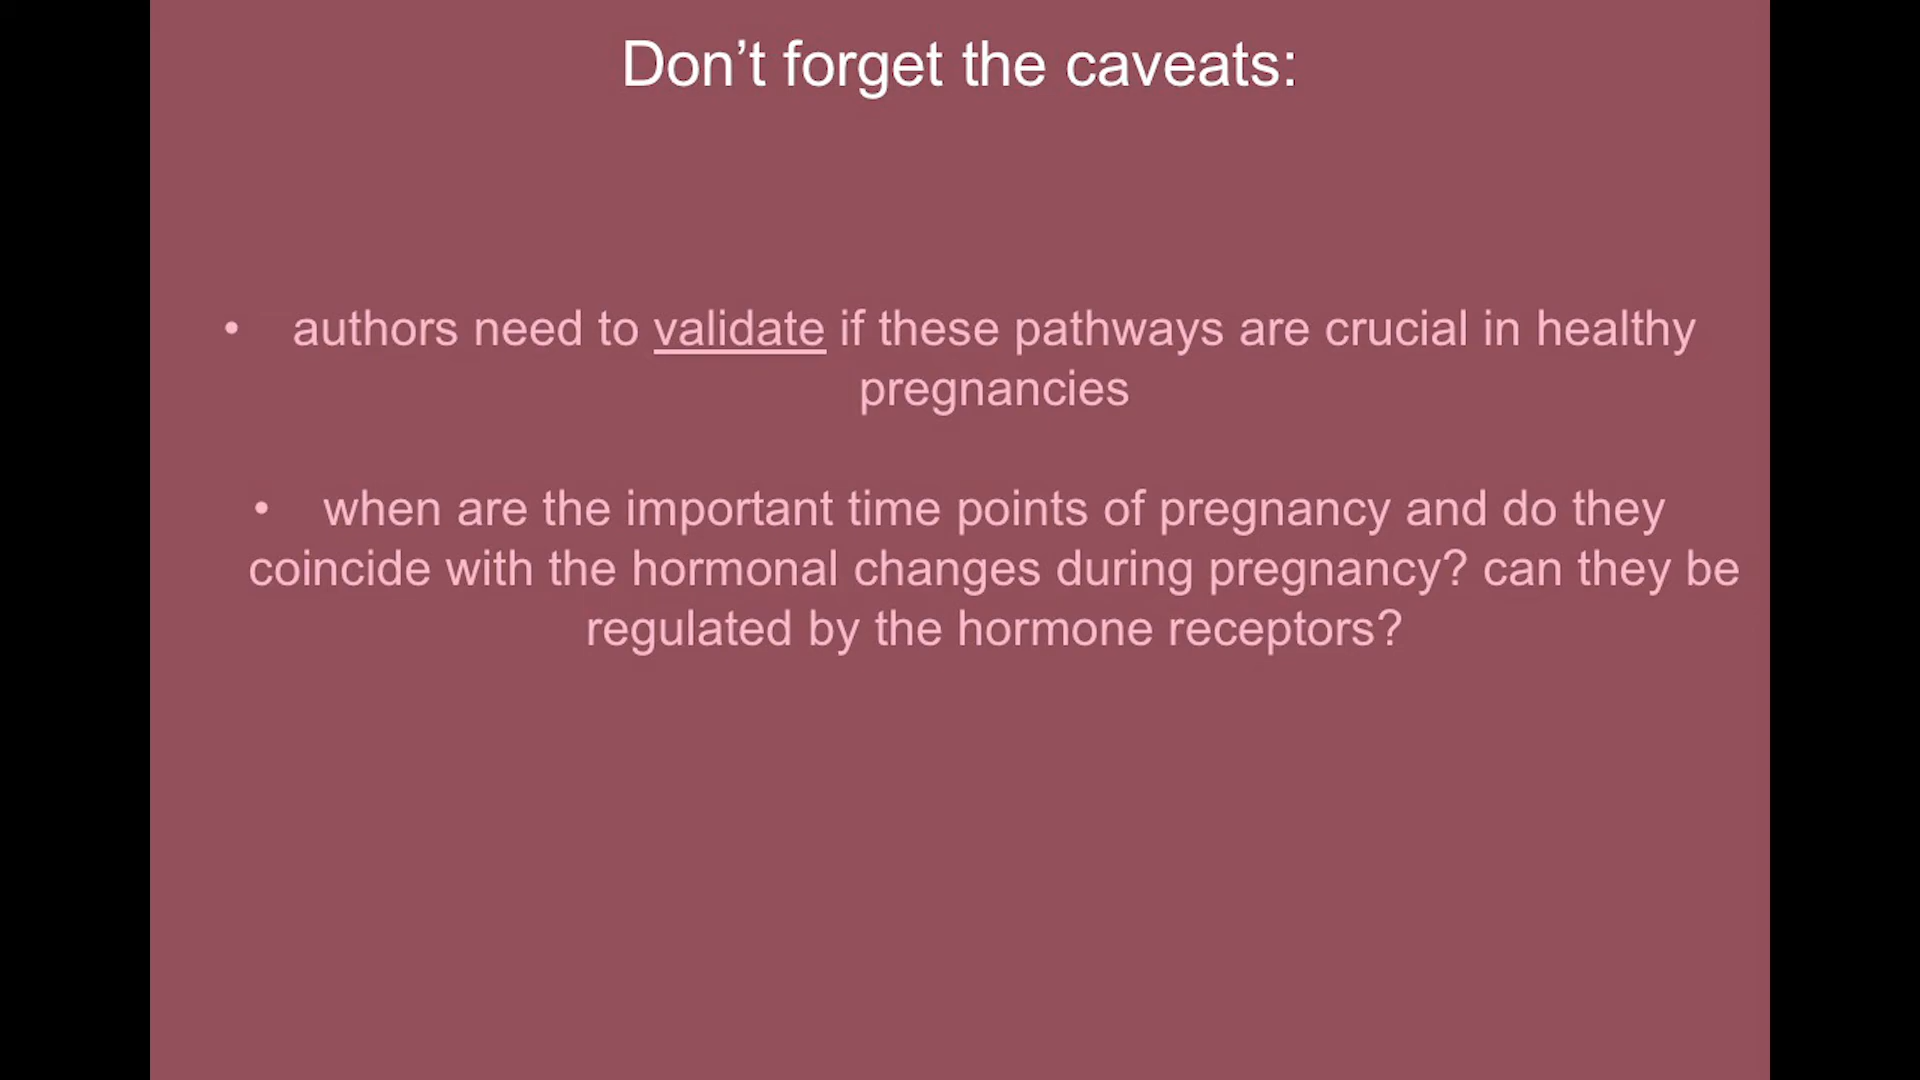 Don’t forget the caveats:
• authors need to validate if these pathways are crucial in healthy
pregnancies
• when are the important time points of pregnancy and do they
coincide with the hormonal changes during pregnancy? can they be
regulated by the hormone receptors?